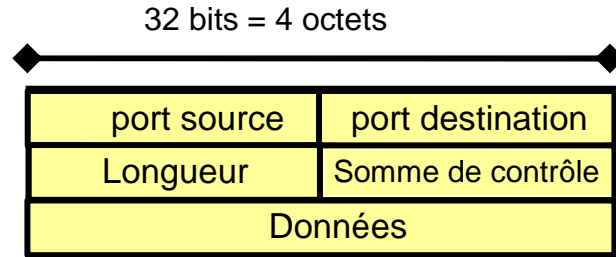 32 bits = 4 octets
port source port destination
Longueur Somme de contrôle
Données